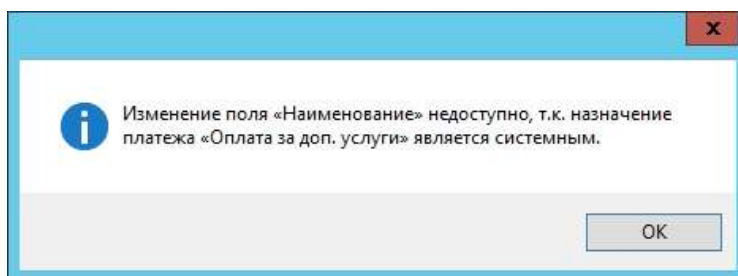 Изменение поля «Наименование» недоступно, т.к. назначение
платежа «Оплата за доп. услуги» является системным.
OK